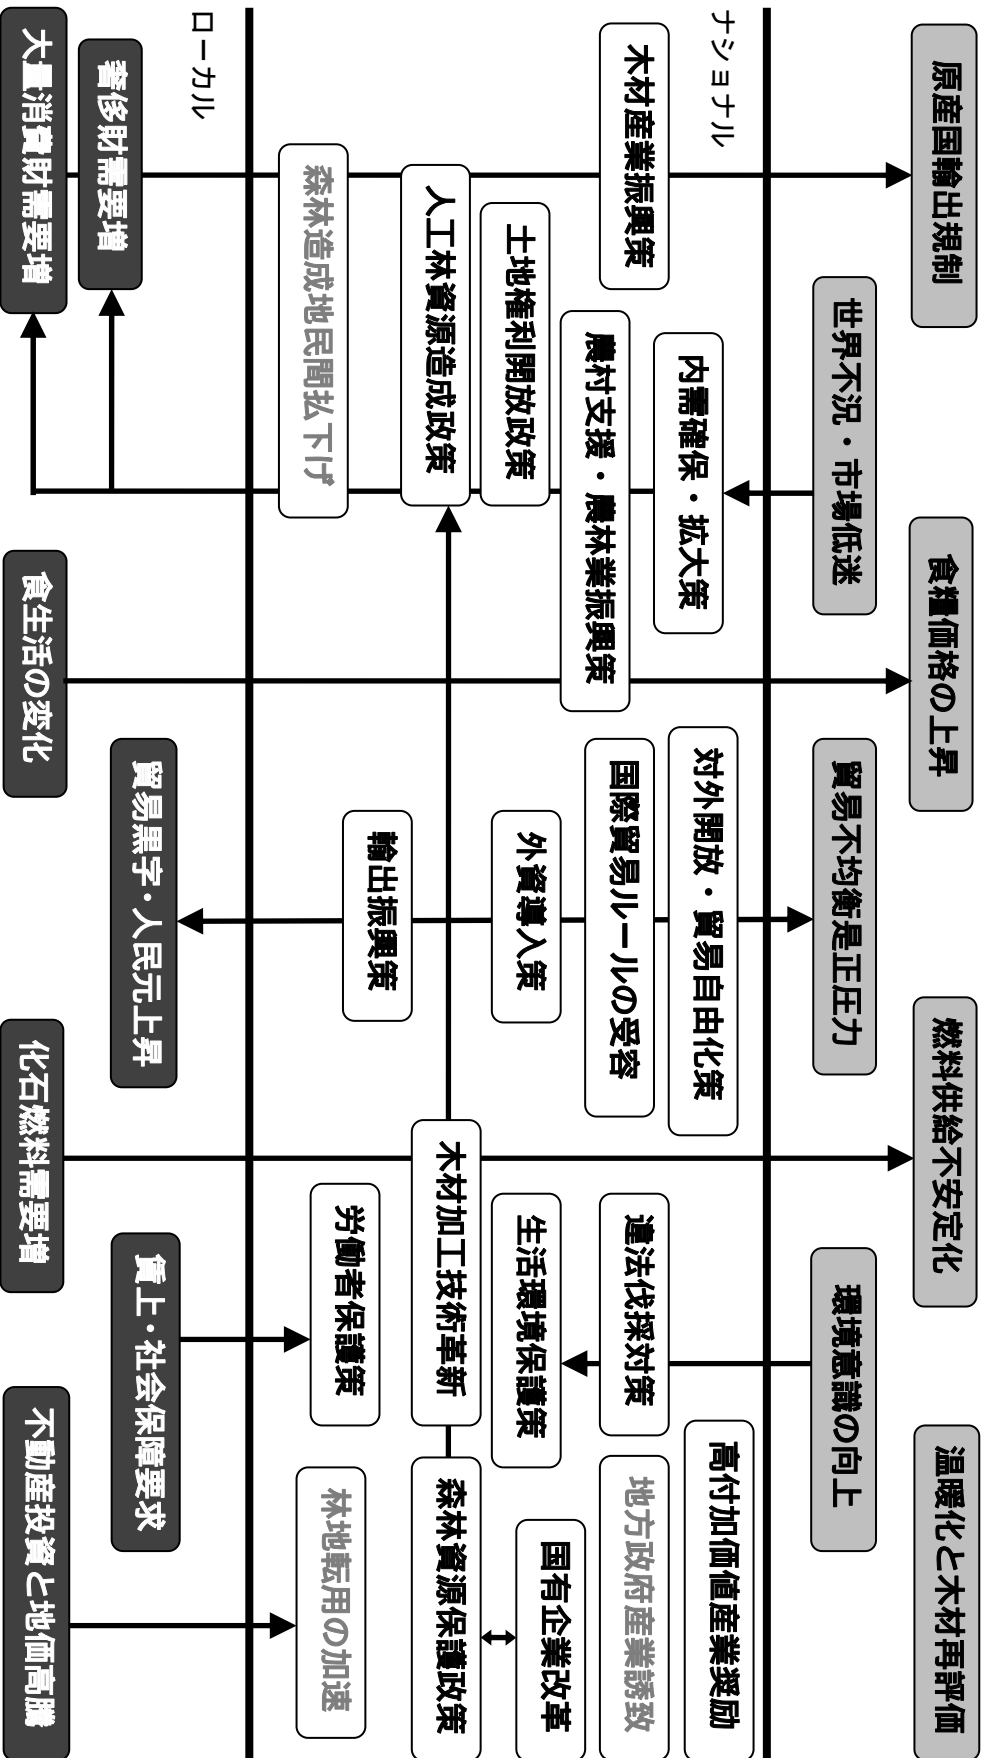 原産国輸出規制
食糧価格の上昇
燃料供給不安定化
温暖化と木材再評価
世界不況・市場低迷
貿易不均衡是正圧力
環境意識の向上
ナショナル
内需確保・拡大策
対外開放・貿易自由化策
高付加価値産業奨励
木材産業振興策
農村支援・農林業振興策
国際貿易ルールの受容
違法伐採対策
地方政府産業誘致
土地権利開放政策
外資導入策
生活環境保護策
国有企業改革
人工林資源造成政策
木材加工技術革新
森林資源保護政策
森林造成地民間払下げ
輸出振興策
労働者保護策
林地転用の加速
ローカル
奢侈財需要増
貿易黒字・人民元上昇
賃上・社会保障要求
大量消費財需要増
食生活の変化
化石燃料需要増
不動産投資と地価高騰